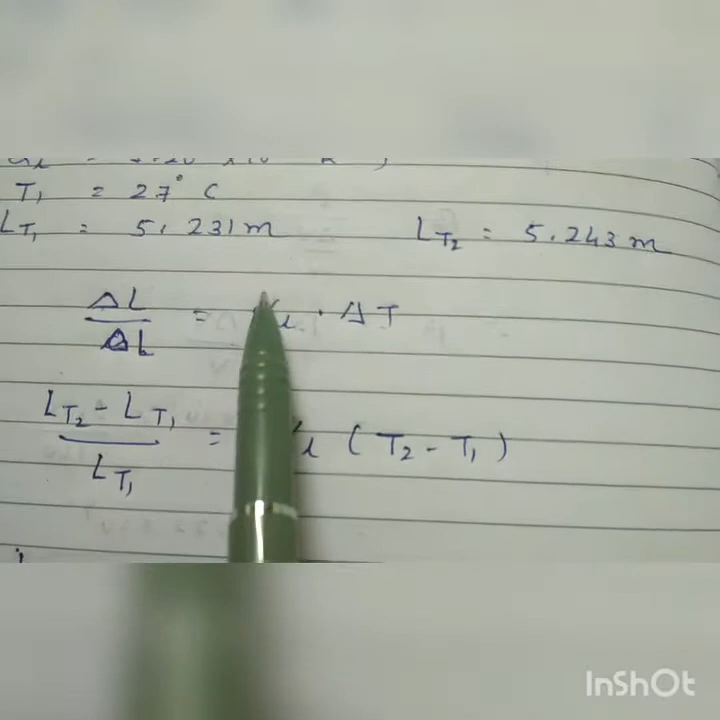 T₁ = 27° C
L_T₁ = 5.231 m L_T₂ = 5.243 m
ΔL / ΔL = · ΔT
L_T₂ - L_T₁ / L_T₁ = (T₂ - T₁)
InShOt